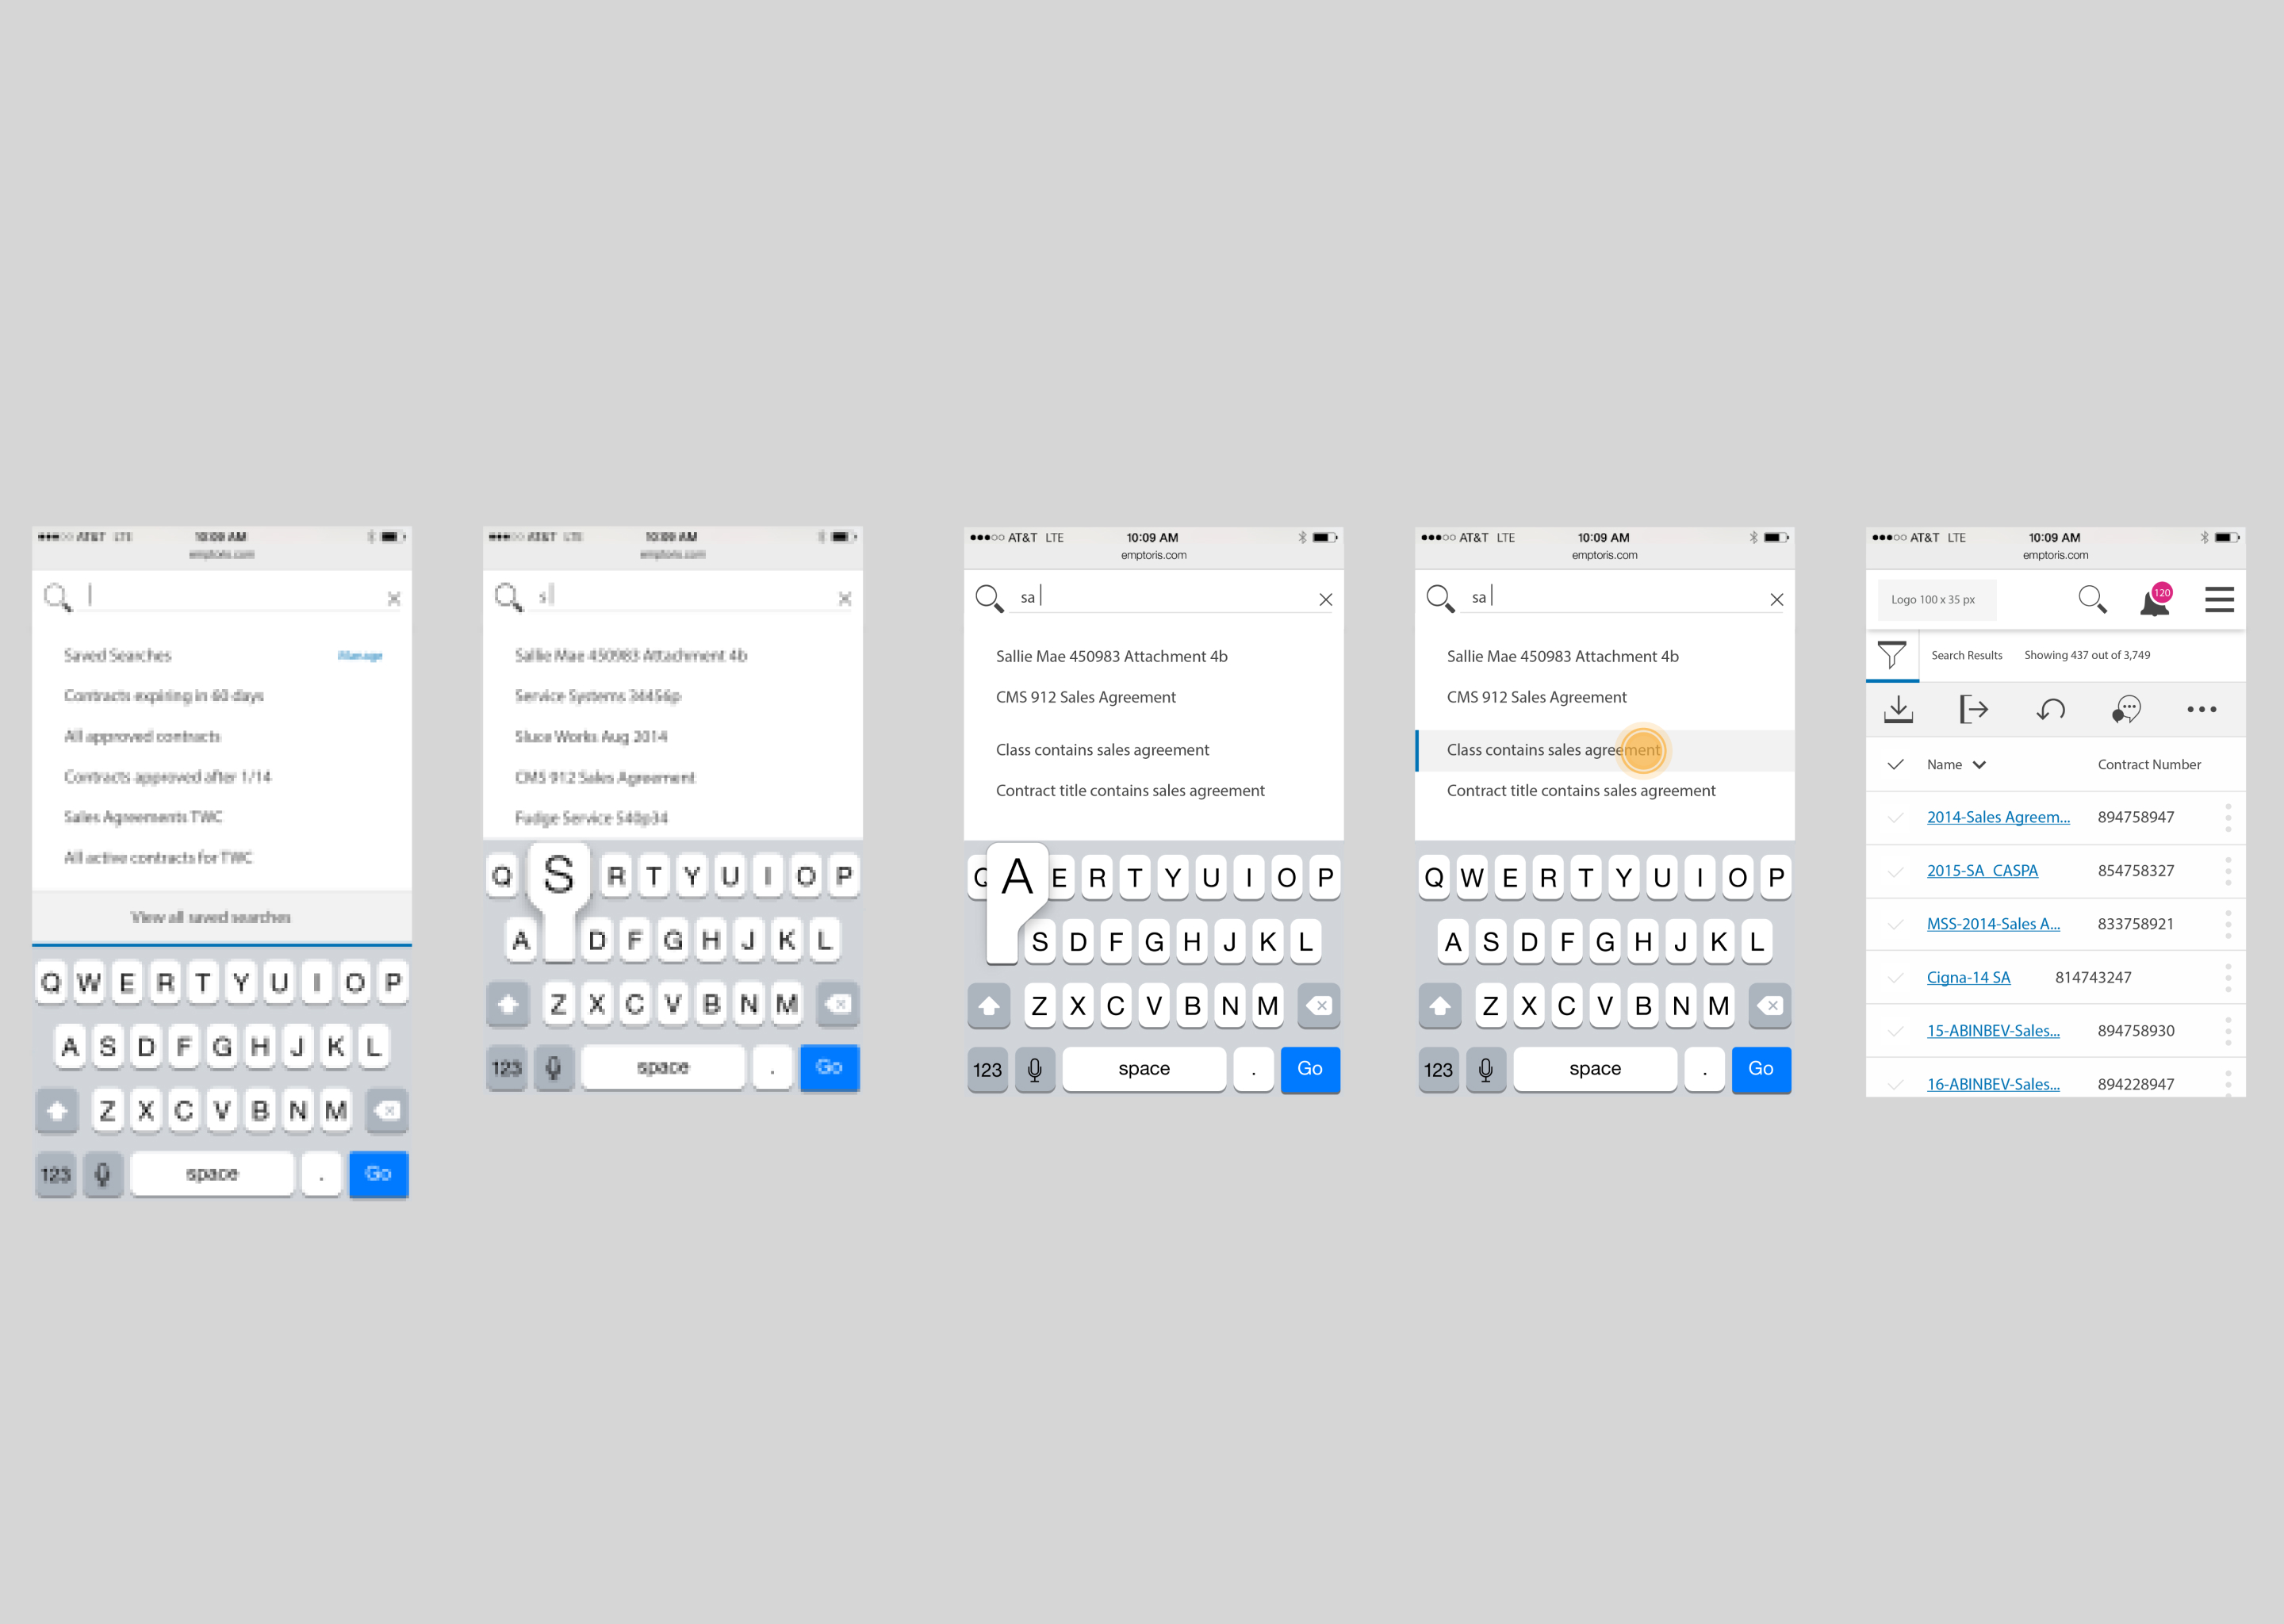 AT&T LTE 10:09 AM
emptoris.com
Saved Searches Manage
Contracts expiring in 60 days
All approved contracts
Contracts approved after 1/14
Sales Agreements TWC
All active contracts for TWC
View all saved searches
Q W E R T Y U I O P
A S D F G H J K L
Z X C V B N M
123 space . Go
AT&T LTE 10:09 AM
emptoris.com
s
Sallie Mae 450983 Attachment 4b
Service Systems 34456p
Sluce Works Aug 2014
CMS 912 Sales Agreement
Fudge Service 540p34
Q S R T Y U I O P
A D F G H J K L
Z X C V B N M
123 space . Go
AT&T LTE 10:09 AM
emptoris.com
sa
Sallie Mae 450983 Attachment 4b
CMS 912 Sales Agreement
Class contains sales agreement
Contract title contains sales agreement
Q A E R T Y U I O P
S D F G H J K L
Z X C V B N M
123 space . Go
AT&T LTE 10:09 AM
emptoris.com
sa
Sallie Mae 450983 Attachment 4b
CMS 912 Sales Agreement
Class contains sales agreement
Contract title contains sales agreement
Q W E R T Y U I O P
A S D F G H J K L
Z X C V B N M
123 space . Go
AT&T LTE 10:09 AM
emptoris.com
Logo 100 x 35 px 120
Search Results Showing 437 out of 3,749
Name Contract Number
2014-Sales Agreem... 894758947
2015-SA_CASPA 854758327
MSS-2014-Sales A... 833758921
Cigna-14 SA 814743247
15-ABINBEV-Sales... 894758930
16-ABINBEV-Sales... 894228947